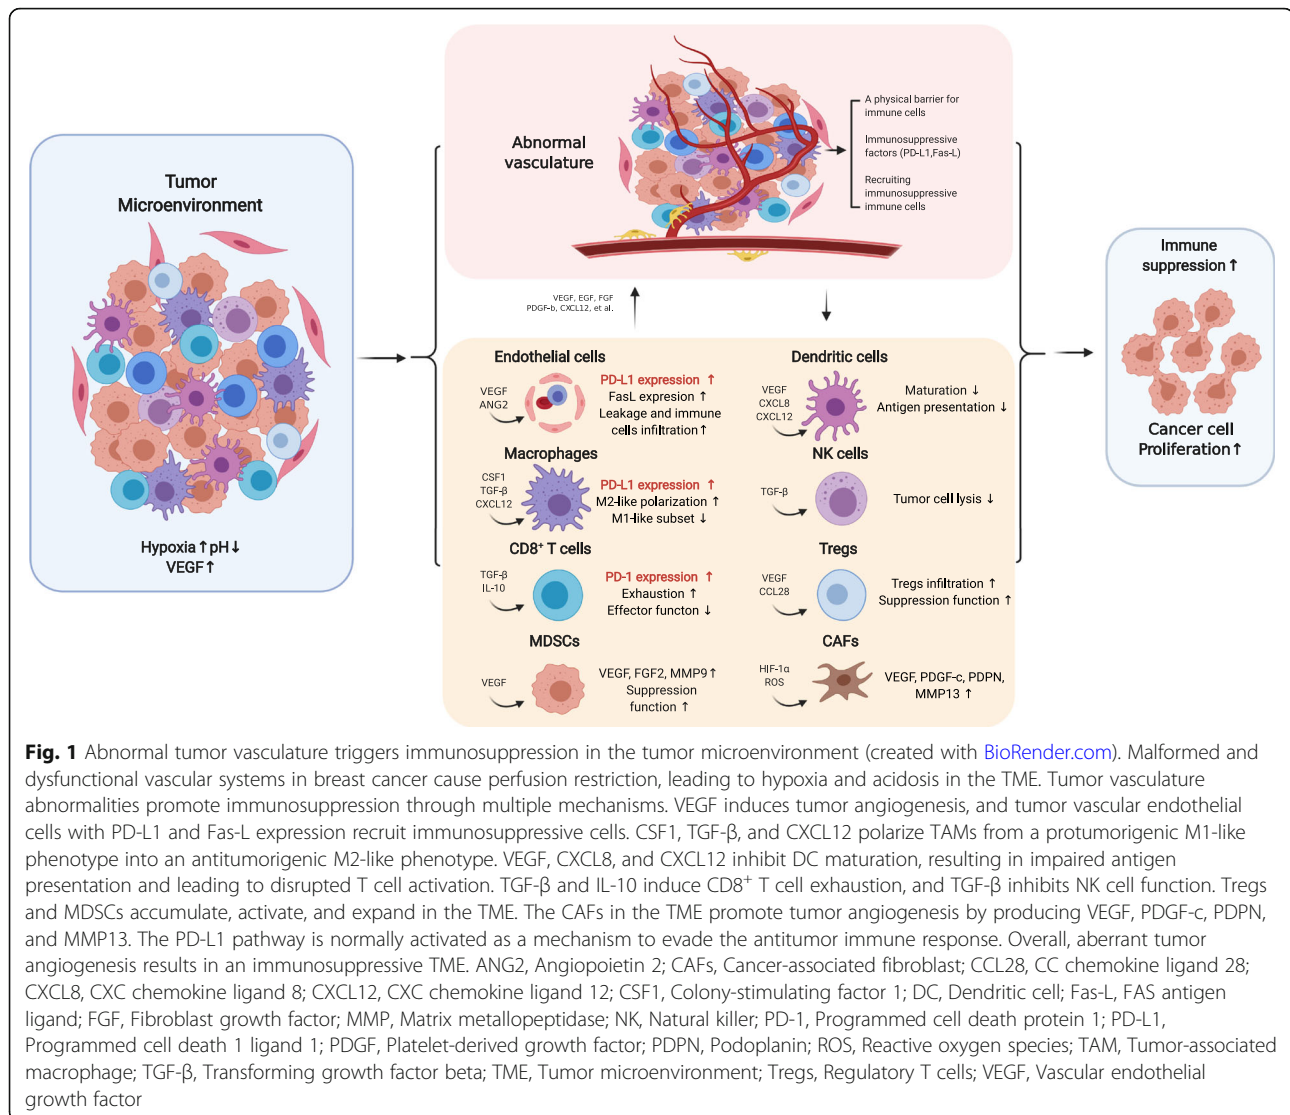 Tumor
Microenvironment
Hypoxia↑pH↓
VEGF↑
Abnormal
vasculature
A physical barrier for
immune cells
Immunosuppressive
factors (PD-L1,Fas-L)
Recruiting
immunosuppressive
immune cells
VEGF, EGF, FGF
PDGF-b, CXCL12, et al.
Endothelial cells
VEGF
ANG2
PD-L1 expression ↑
FasL expresion ↑
Leakage and immune
cells infiltration↑
Dendritic cells
VEGF
CXCL8
CXCL12
Maturation ↓
Antigen presentation ↓
Macrophages
CSF1
TGF-β
CXCL12
PD-L1 expression ↑
M2-like polarization ↑
M1-like subset ↓
NK cells
TGF-β
Tumor cell lysis ↓
CD8⁺ T cells
TGF-β
IL-10
PD-1 expression ↑
Exhaustion ↑
Effector functon ↓
Tregs
VEGF
CCL28
Tregs infiltration ↑
Suppression function ↑
MDSCs
VEGF
VEGF, FGF2, MMP9↑
Suppression
function ↑
CAFs
HIF-1α
ROS
VEGF, PDGF-c, PDPN,
MMP13 ↑
Immune
suppression↑
Cancer cell
Proliferation↑
Fig. 1 Abnormal tumor vasculature triggers immunosuppression in the tumor microenvironment (created with BioRender.com). Malformed and
dysfunctional vascular systems in breast cancer cause perfusion restriction, leading to hypoxia and acidosis in the TME. Tumor vasculature
abnormalities promote immunosuppression through multiple mechanisms. VEGF induces tumor angiogenesis, and tumor vascular endothelial
cells with PD-L1 and Fas-L expression recruit immunosuppressive cells. CSF1, TGF-β, and CXCL12 polarize TAMs from a protumorigenic M1-like
phenotype into an antitumorigenic M2-like phenotype. VEGF, CXCL8, and CXCL12 inhibit DC maturation, resulting in impaired antigen
presentation and leading to disrupted T cell activation. TGF-β and IL-10 induce CD8⁺ T cell exhaustion, and TGF-β inhibits NK cell function. Tregs
and MDSCs accumulate, activate, and expand in the TME. The CAFs in the TME promote tumor angiogenesis by producing VEGF, PDGF-c, PDPN,
and MMP13. The PD-L1 pathway is normally activated as a mechanism to evade the antitumor immune response. Overall, aberrant tumor
angiogenesis results in an immunosuppressive TME. ANG2, Angiopoietin 2; CAFs, Cancer-associated fibroblast; CCL28, CC chemokine ligand 28;
CXCL8, CXC chemokine ligand 8; CXCL12, CXC chemokine ligand 12; CSF1, Colony-stimulating factor 1; DC, Dendritic cell; Fas-L, FAS antigen
ligand; FGF, Fibroblast growth factor; MMP, Matrix metallopeptidase; NK, Natural killer; PD-1, Programmed cell death protein 1; PD-L1,
Programmed cell death 1 ligand 1; PDGF, Platelet-derived growth factor; PDPN, Podoplanin; ROS, Reactive oxygen species; TAM, Tumor-associated
macrophage; TGF-β, Transforming growth factor beta; TME, Tumor microenvironment; Tregs, Regulatory T cells; VEGF, Vascular endothelial
growth factor